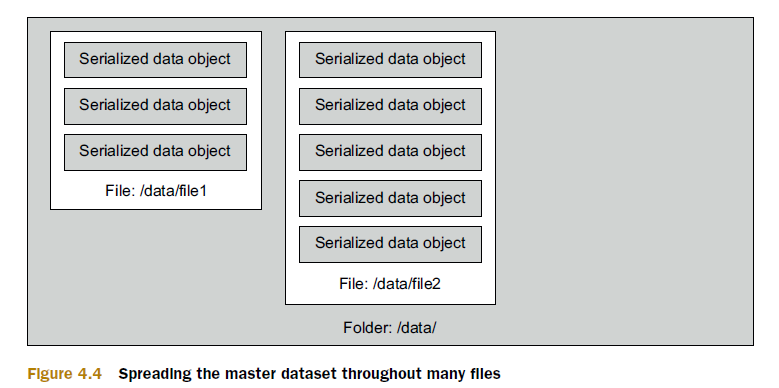 Serialized data object
Serialized data object
Serialized data object
File: /data/file1
Serialized data object
Serialized data object
Serialized data object
Serialized data object
Serialized data object
File: /data/file2
Folder: /data/
Figure 4.4 Spreading the master dataset throughout many files